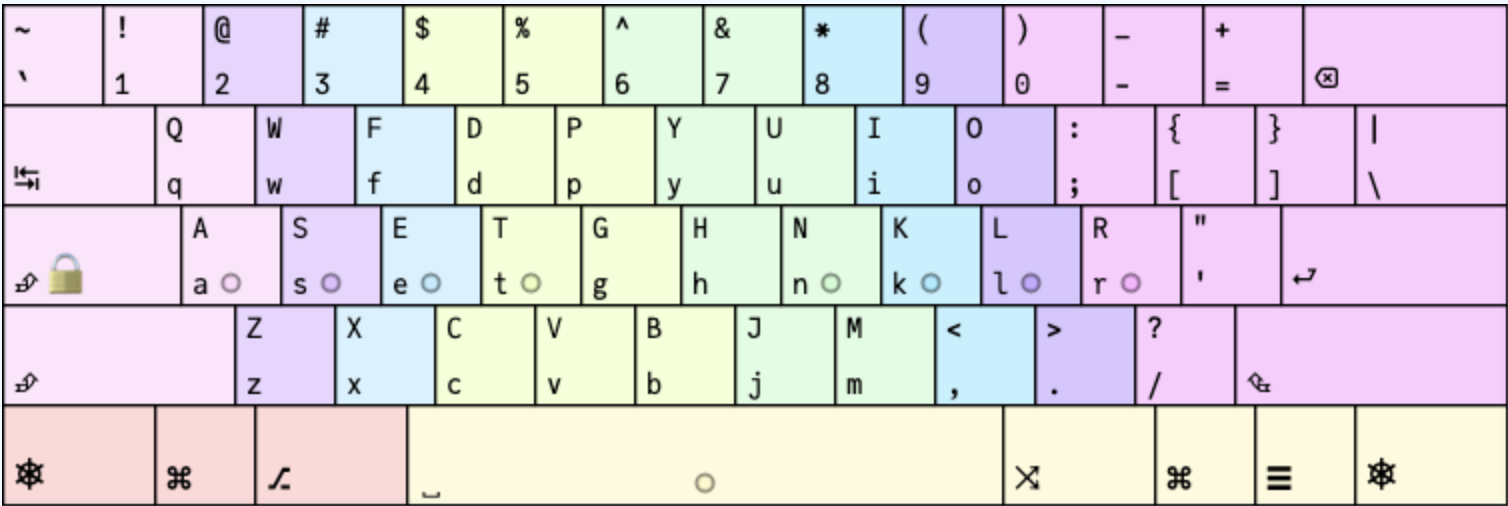 ~ ! @ # $ % ^ & * ( ) _ +
` 1 2 3 4 5 6 7 8 9 0 - = ⌫
Q W F D P Y U I O : { } |
↹ q w f d p y u i o ; [ ] \
A S E T G H N K L R "
a s e t g h n k l r ' ↵
Z X C V B J M < > ?
z x c v b j m , . /
⎈ ⌘ ⌥ ␣ ⌘ ☰ ⎈